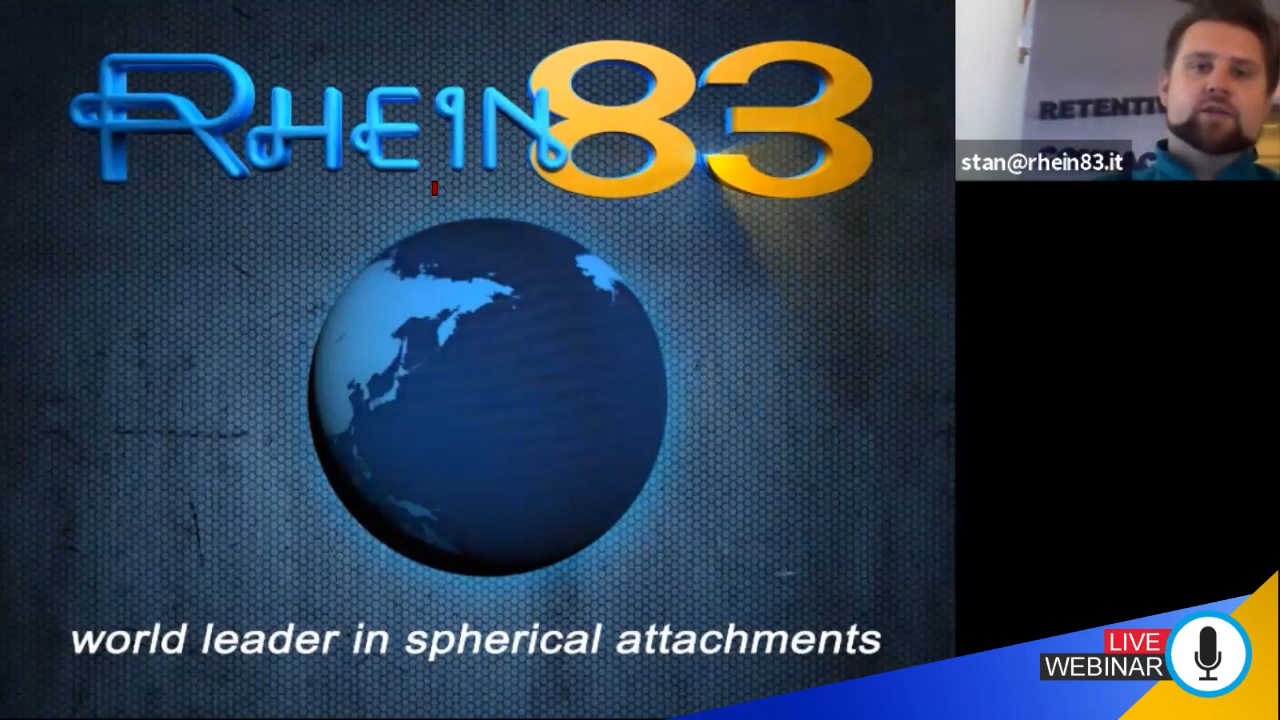 RHEIN83
RETENTIV
stan@rhein83.it
world leader in spherical attachments
LIVE
WEBINAR